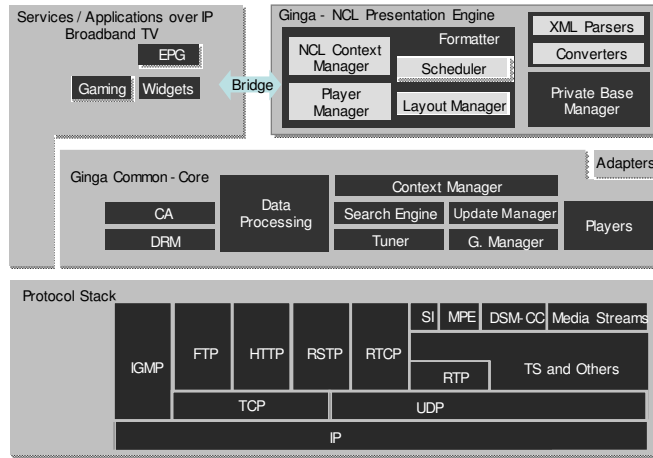 Services / Applications over IP
Broadband TV
EPG
Gaming
Widgets
Bridge
Ginga - NCL Presentation Engine
NCL Context
Manager
Player
Manager
Formatter
Scheduler
Layout Manager
XML Parsers
Converters
Private Base
Manager
Adapters
Ginga Common - Core
CA
DRM
Data
Processing
Context Manager
Search Engine
Update Manager
Tuner
G. Manager
Players
Protocol Stack
IGMP
FTP
HTTP
RSTP
RTCP
SI
MPE
DSM-CC
Media Streams
RTP
TS and Others
TCP
UDP
IP